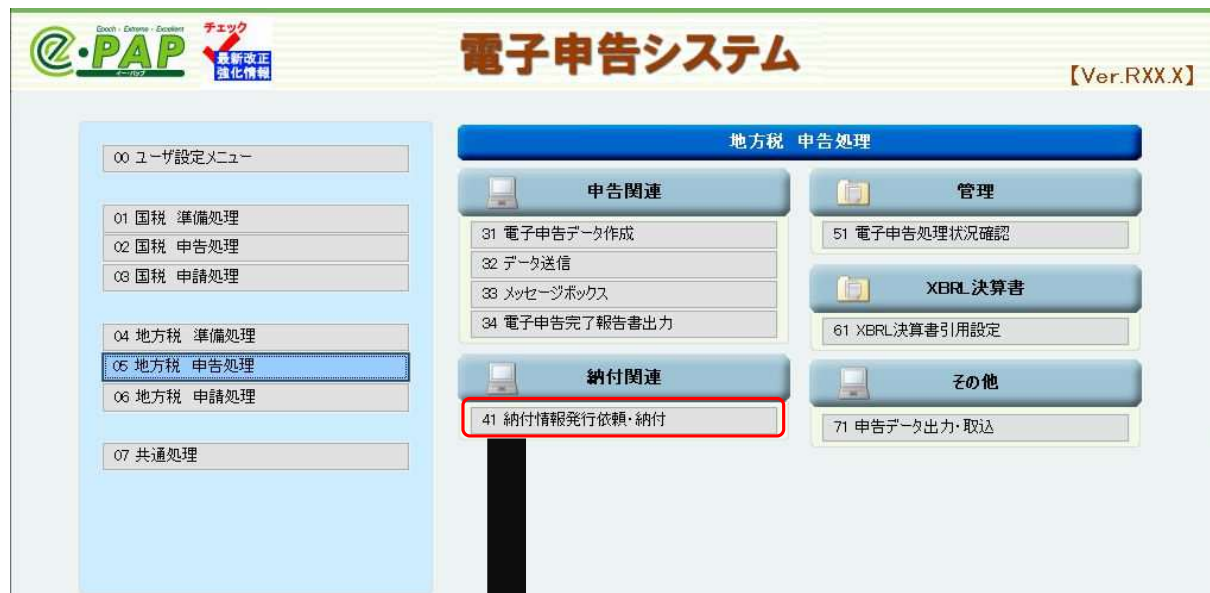 Epoch・Extreme・Excellent
e・PAP
イー・パップ
チェック
最新改正
強化情報
電子申告システム
【Ver.RXX.X】
00 ユーザ設定メニュー
01 国税 準備処理
02 国税 申告処理
03 国税 申請処理
04 地方税 準備処理
05 地方税 申告処理
06 地方税 申請処理
07 共通処理
地方税 申告処理
申告関連
31 電子申告データ作成
32 データ送信
33 メッセージボックス
34 電子申告完了報告書出力
納付関連
41 納付情報発行依頼・納付
管理
51 電子申告処理状況確認
XBRL決算書
61 XBRL決算書引用設定
その他
71 申告データ出力・取込